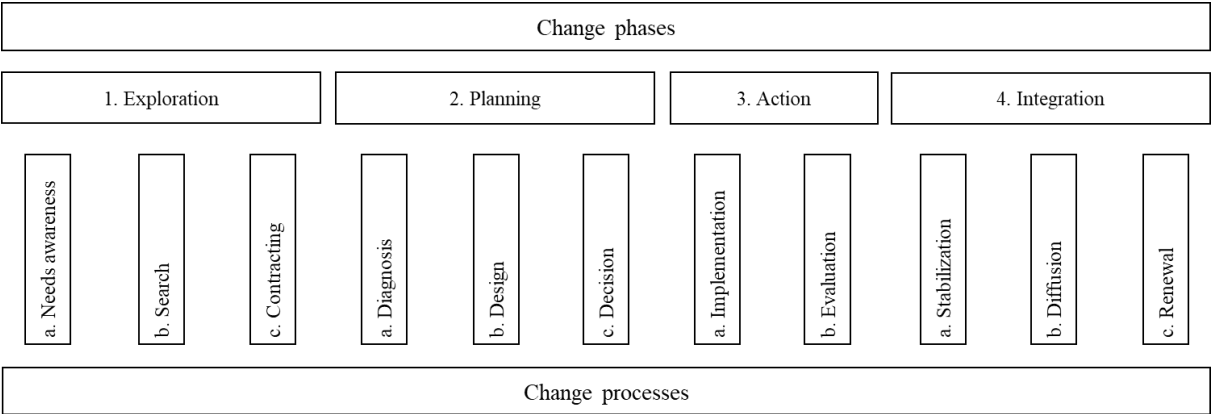 Change phases
1. Exploration
2. Planning
3. Action
4. Integration
a. Needs awareness
b. Search
c. Contracting
a. Diagnosis
b. Design
c. Decision
a. Implementation
b. Evaluation
a. Stabilization
b. Diffusion
c. Renewal
Change processes